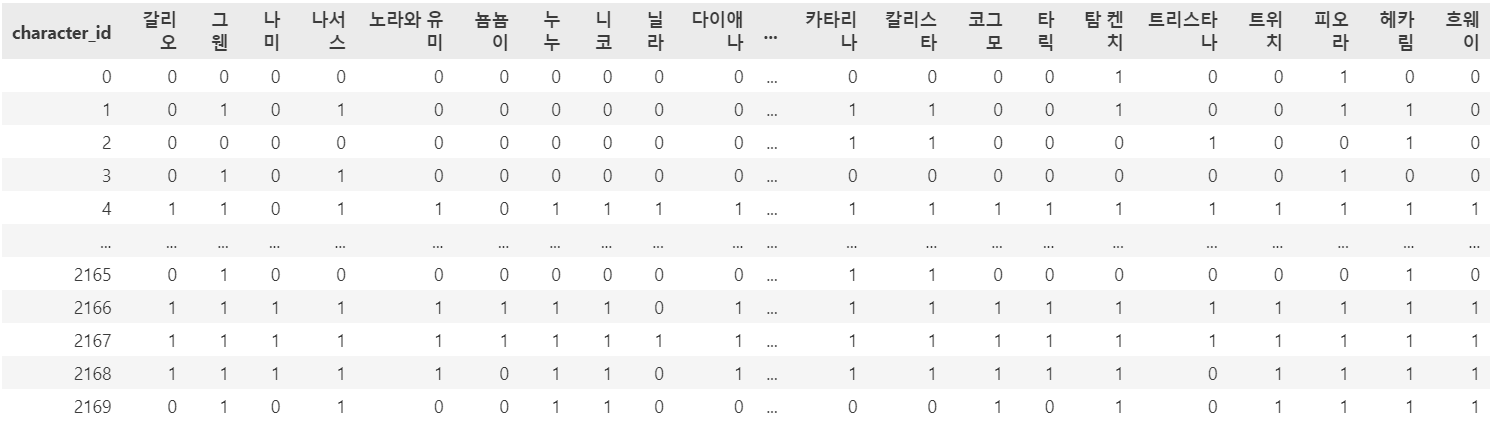 character_id 갈리오 그웬 나미 나서스 노라와 유미 뇸뇸이 누누 니코 닐라 다이애나 ... 카타리나 칼리스타 코그모 타릭 탐 켄치 트리스타나 트위치 피오라 헤카림 흐웨이
0 0 0 0 0 0 0 0 0 0 0 ... 0 0 0 0 1 0 0 1 0 0
1 0 1 0 1 0 0 0 0 0 0 ... 1 1 0 0 1 0 0 1 1 0
2 0 0 0 0 0 0 0 0 0 0 ... 1 1 0 0 0 1 0 0 1 0
3 0 1 0 1 0 0 0 0 0 0 ... 0 0 0 0 0 0 0 1 0 0
4 1 1 0 1 1 0 1 1 1 1 ... 1 1 1 1 1 1 1 1 1 1
... ... ... ... ... ... ... ... ... ... ... ... ... ... ... ... ... ... ... ... ... ...
2165 0 1 0 0 0 0 0 0 0 0 ... 1 1 0 0 0 0 0 0 1 0
2166 1 1 1 1 1 1 1 1 0 1 ... 1 1 1 1 1 1 1 1 1 1
2167 1 1 1 1 1 1 1 1 1 1 ... 1 1 1 1 1 1 1 1 1 1
2168 1 1 1 1 1 0 1 1 0 1 ... 1 1 1 1 1 0 1 1 1 1
2169 0 1 0 1 0 0 1 1 0 0 ... 0 0 1 0 1 0 1 1 1 1